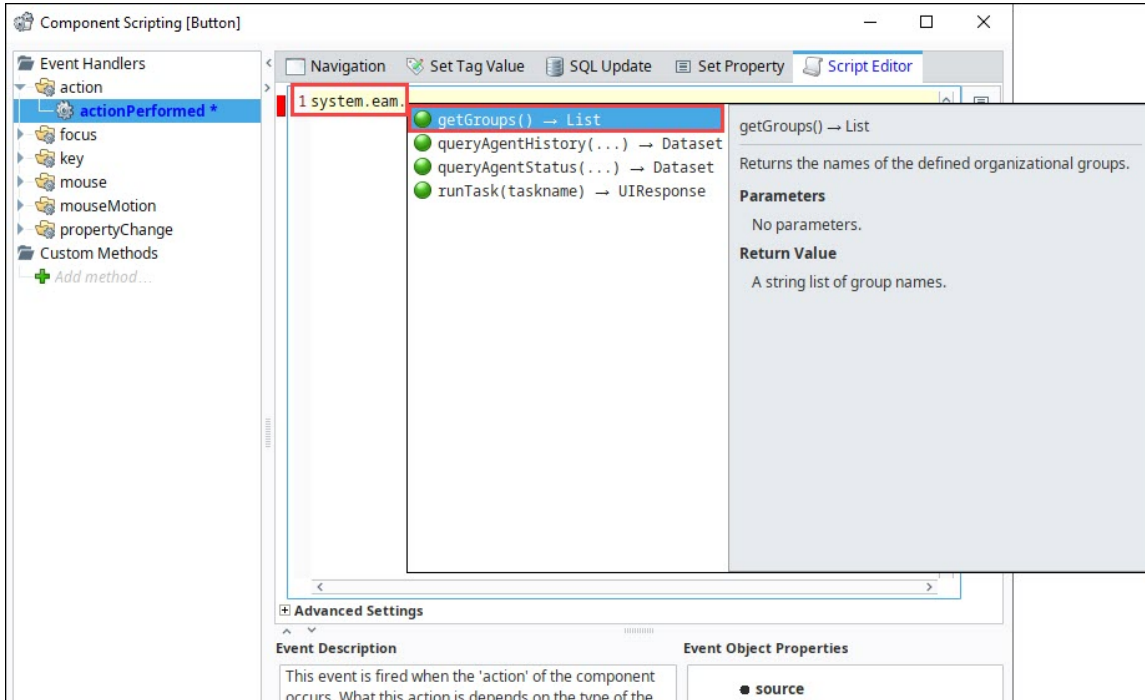 Component Scripting [Button]
Event Handlers
action
actionPerformed *
focus
key
mouse
mouseMotion
propertyChange
Custom Methods
Add method...
Navigation
Set Tag Value
SQL Update
Set Property
Script Editor
1 system.eam.
getGroups() → List
queryAgentHistory(...) → Dataset
queryAgentStatus(...) → Dataset
runTask(taskname) → UIResponse
getGroups() → List
Returns the names of the defined organizational groups.
Parameters
No parameters.
Return Value
A string list of group names.
Advanced Settings
Event Description
This event is fired when the 'action' of the component
occurs. What this action is depends on the type of the
Event Object Properties
source